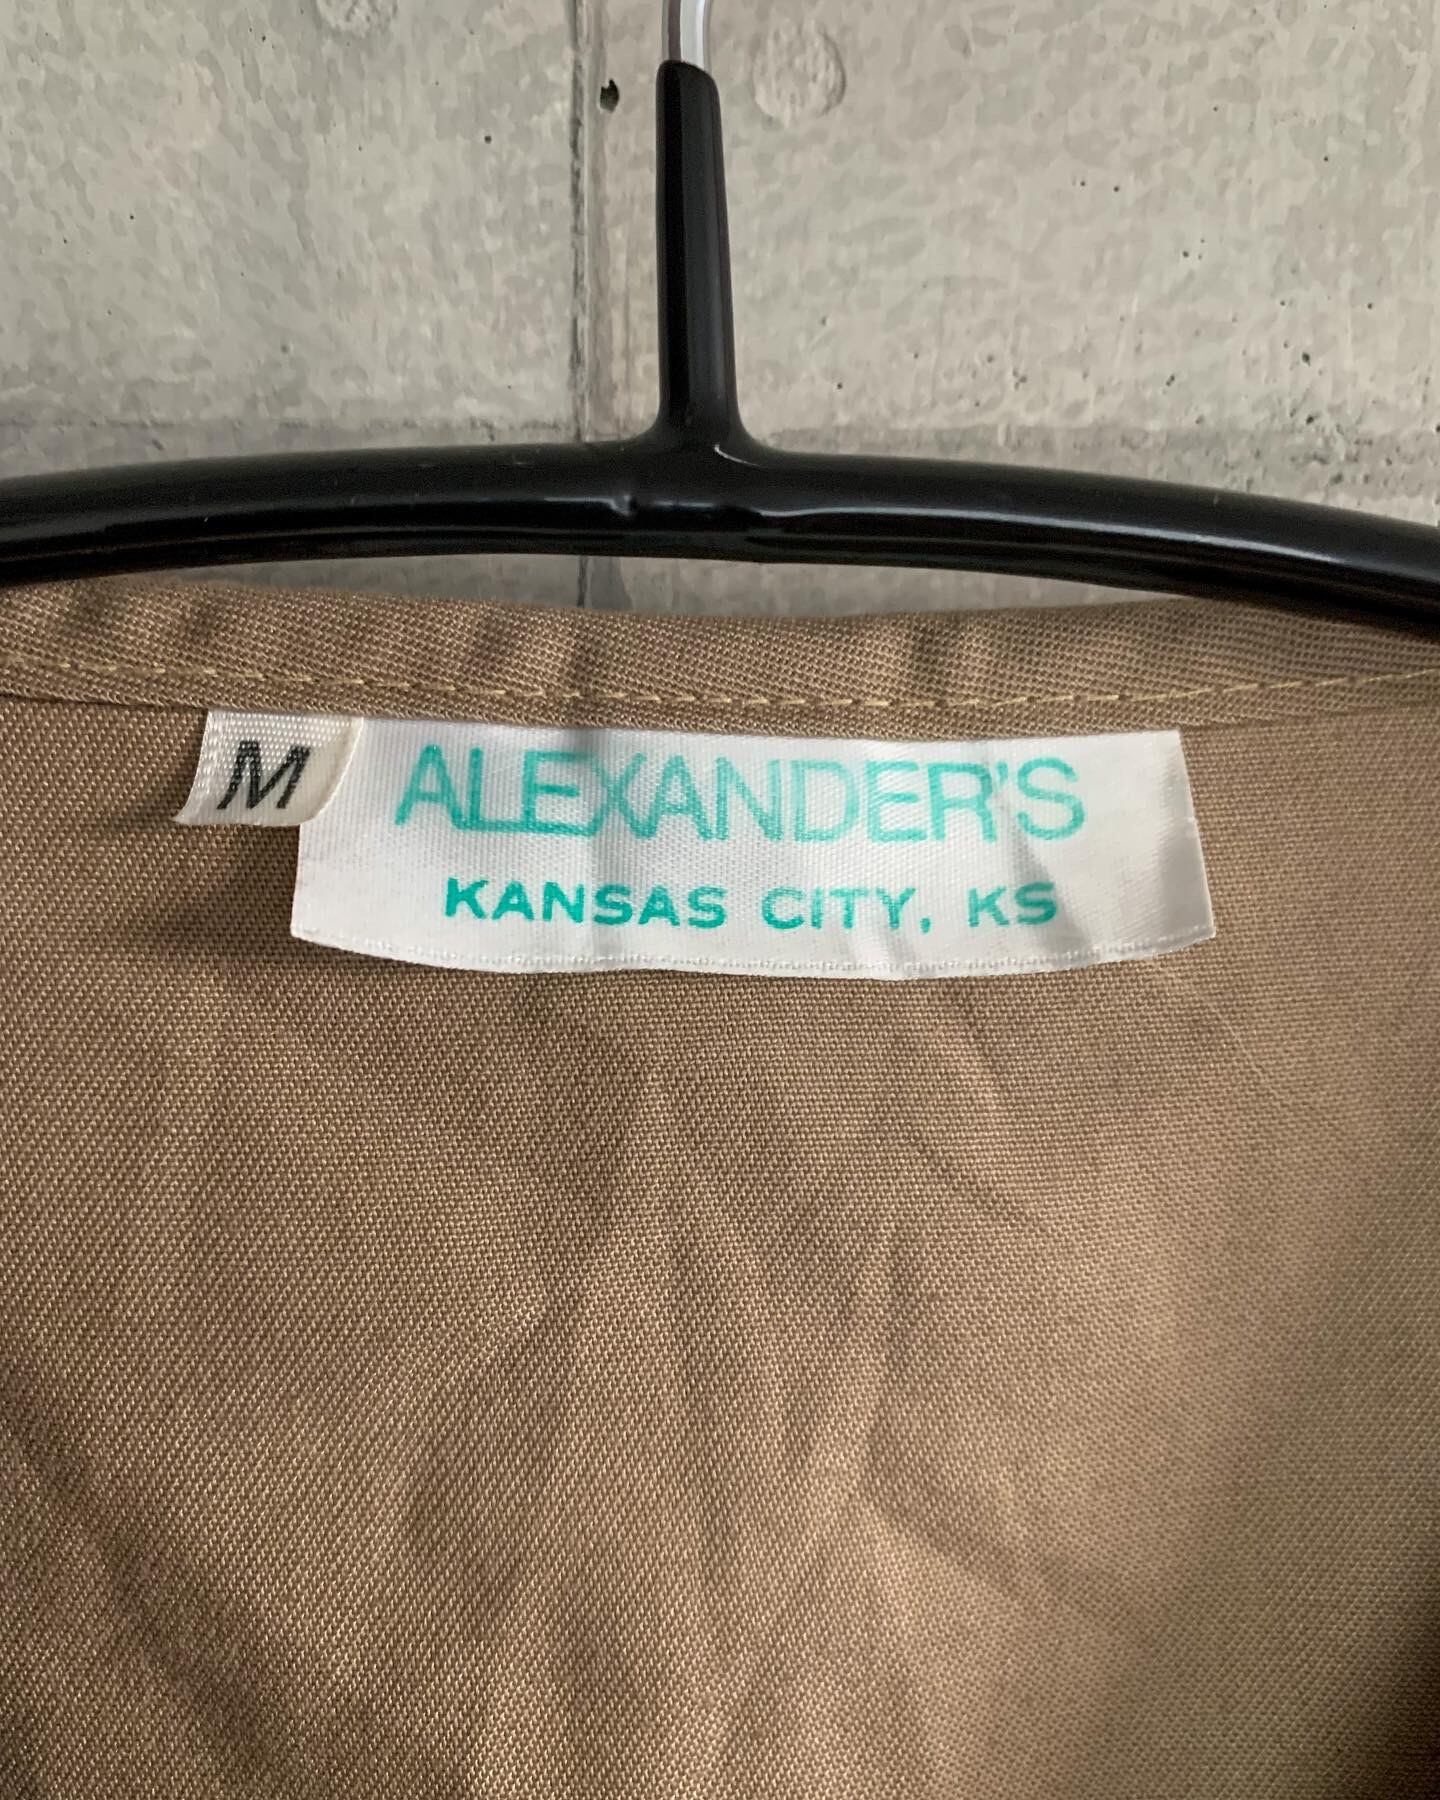 M
ALEXANDER'S
KANSAS CITY, KS